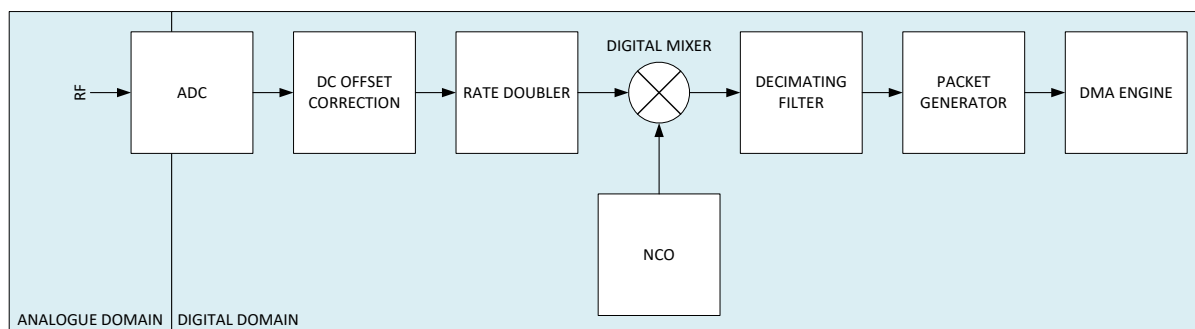 RF
ADC
DC OFFSET
CORRECTION
RATE DOUBLER
DIGITAL MIXER
DECIMATING
FILTER
PACKET
GENERATOR
DMA ENGINE
NCO
ANALOGUE DOMAIN
DIGITAL DOMAIN